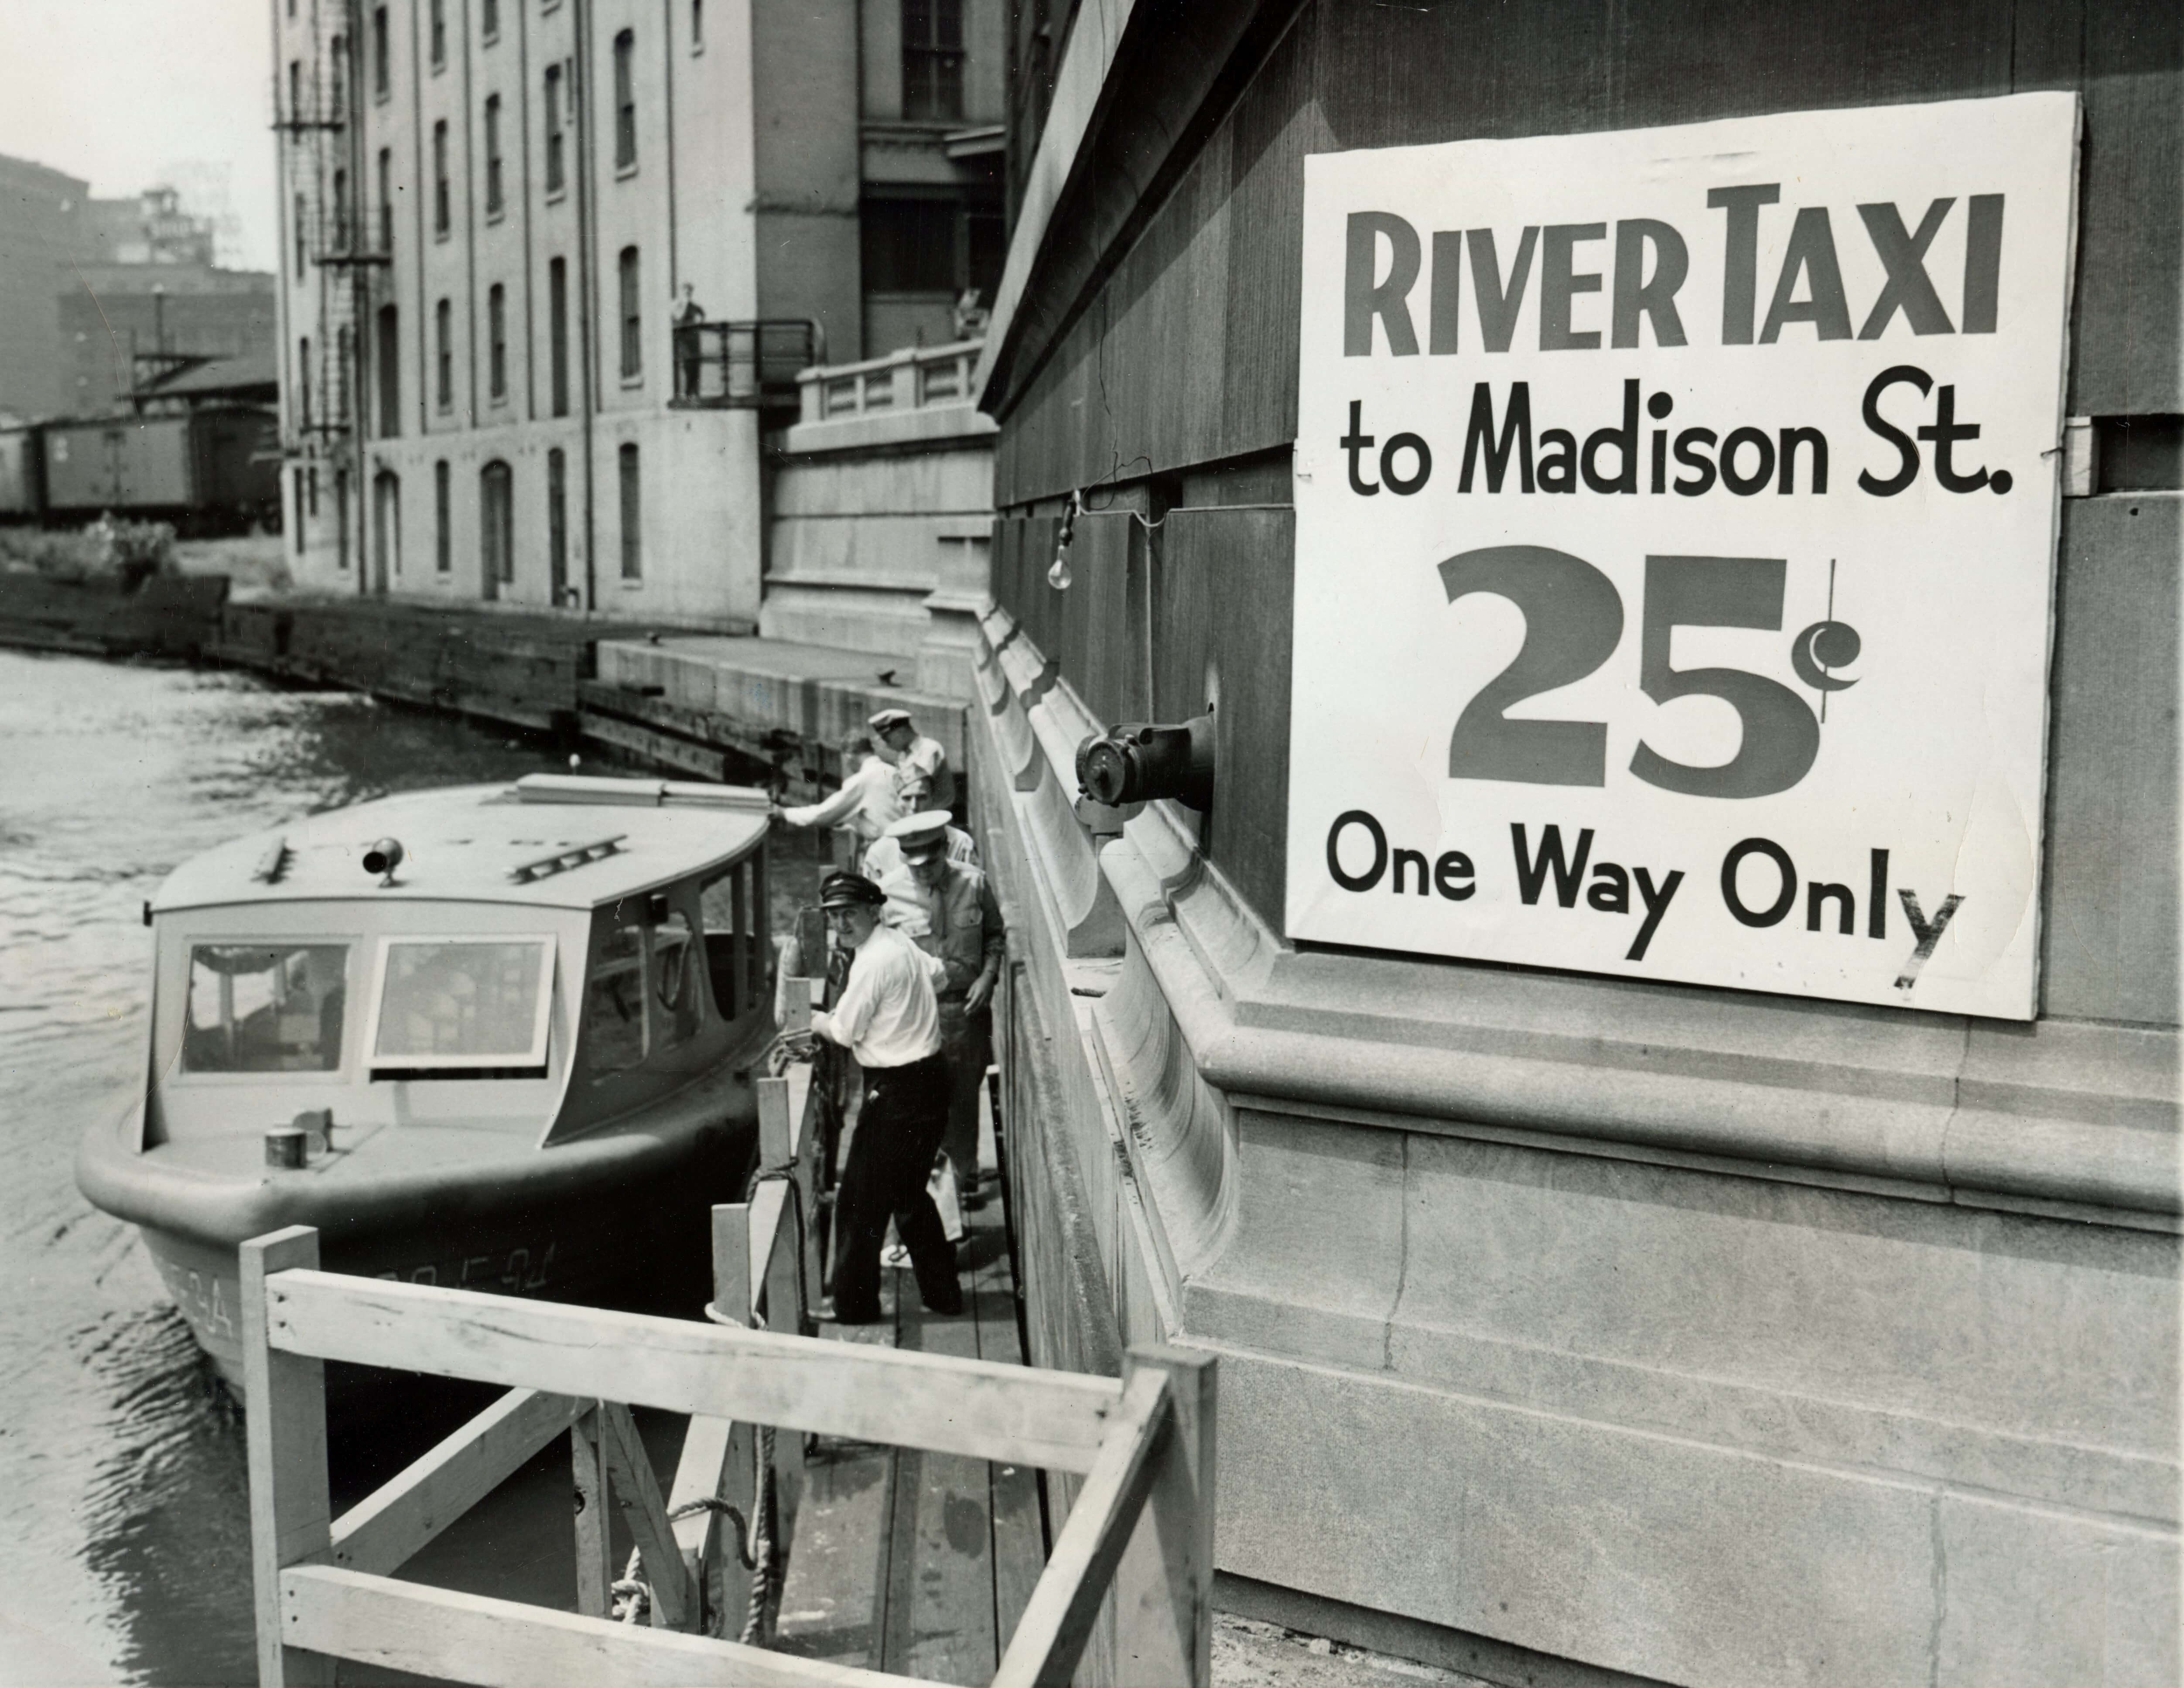 RIVER TAXI
to Madison St.
25¢
One Way Only